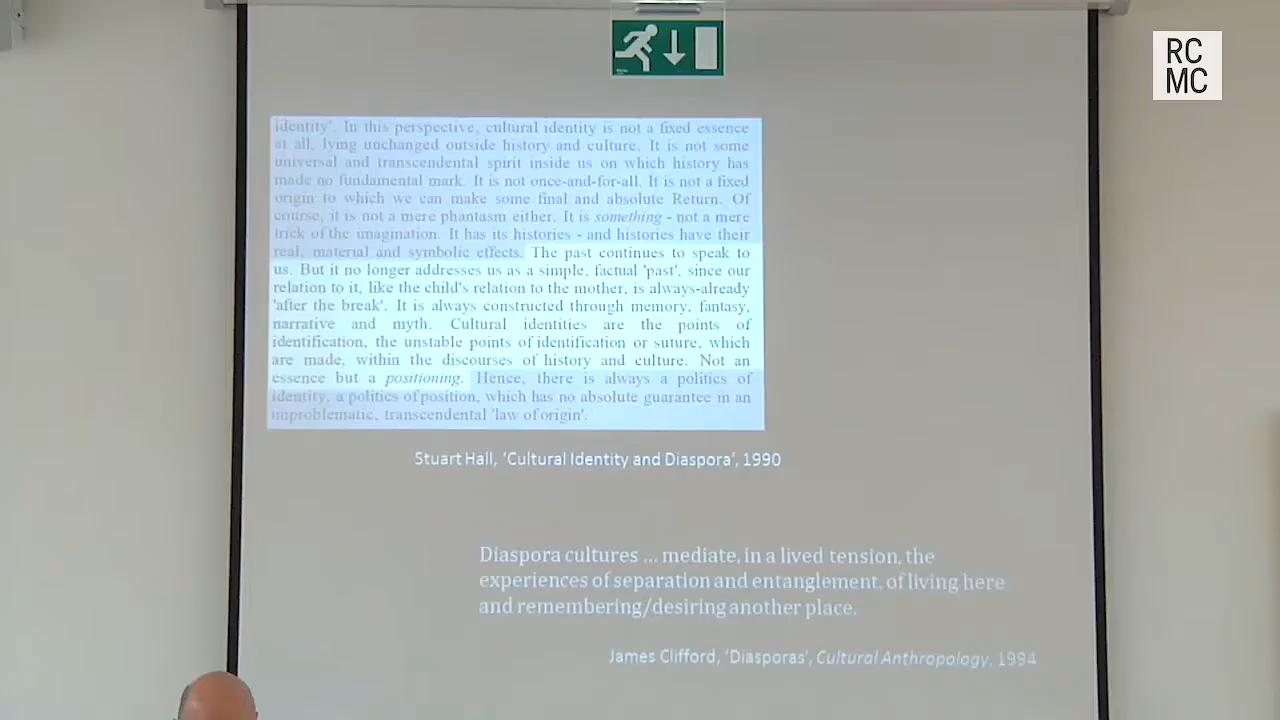 RC
MC
identity'. In this perspective, cultural identity is not a fixed essence
at all, lying unchanged outside history and culture. It is not some
universal and transcendental spirit inside us on which history has
made no fundamental mark. It is not once-and-for-all. It is not a fixed
origin to which we can make some final and absolute Return. Of
course, it is not a mere phantasm either. It is something - not a mere
trick of the imagination. It has its histories - and histories have their
real, material and symbolic effects. The past continues to speak to
us. But it no longer addresses us as a simple, factual 'past', since our
relation to it, like the child's relation to the mother, is always-already
'after the break'. It is always constructed through memory, fantasy,
narrative and myth. Cultural identities are the points of
identification, the unstable points of identification or suture, which
are made, within the discourses of history and culture. Not an
essence but a positioning. Hence, there is always a politics of
identity, a politics of position, which has no absolute guarantee in an
unproblematic, transcendental 'law of origin'.
Stuart Hall, 'Cultural Identity and Diaspora', 1990
Diaspora cultures ... mediate, in a lived tension, the
experiences of separation and entanglement, of living here
and remembering/desiring another place.
James Clifford, 'Diasporas', Cultural Anthropology, 1994